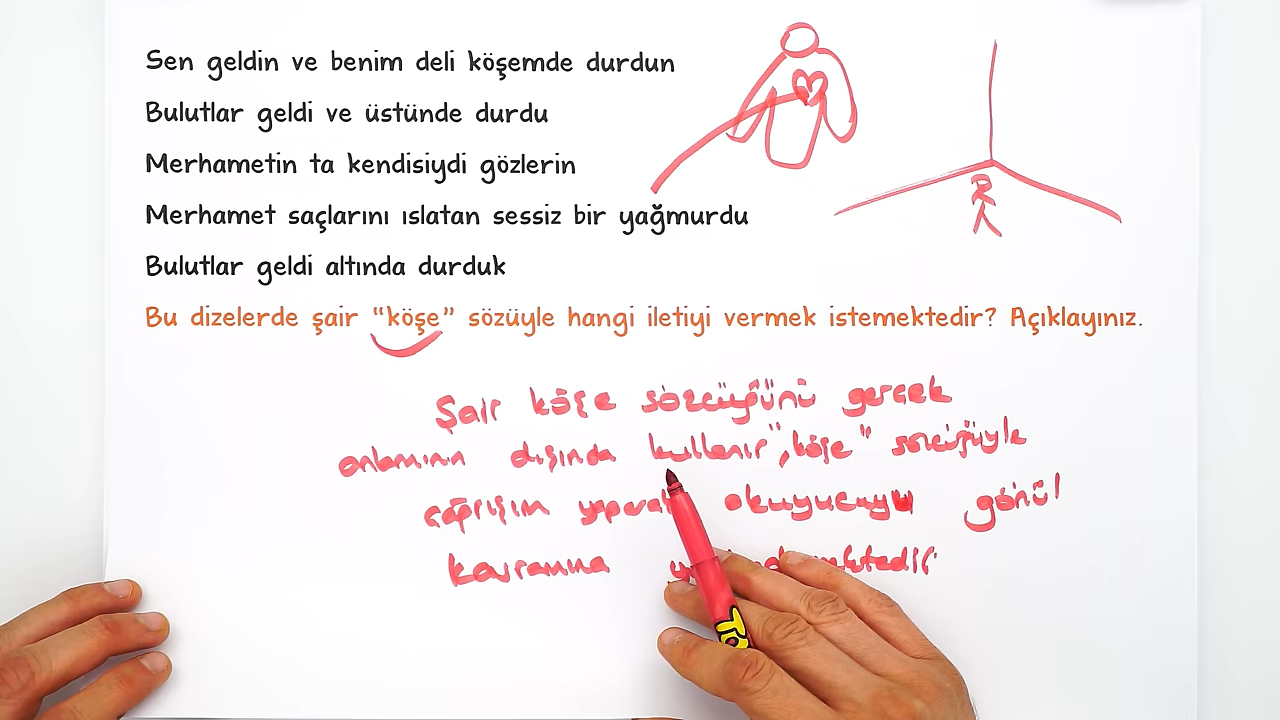 Sen geldin ve benim deli köşemde durdun
Bulutlar geldi ve üstünde durdu
Merhametin ta kendisiydi gözlerin
Merhamet saçlarını ıslatan sessiz bir yağmurdu
Bulutlar geldi altında durduk
Bu dizelerde şair "köşe" sözüyle hangi iletiyi vermek istemektedir? Açıklayınız.
Şair köşe sözcüğünü gerçek
anlamının dışında kullanır, "köşe" sözcüğüyle
çağrışım yaparak okuyucuyu gönül
kavramına